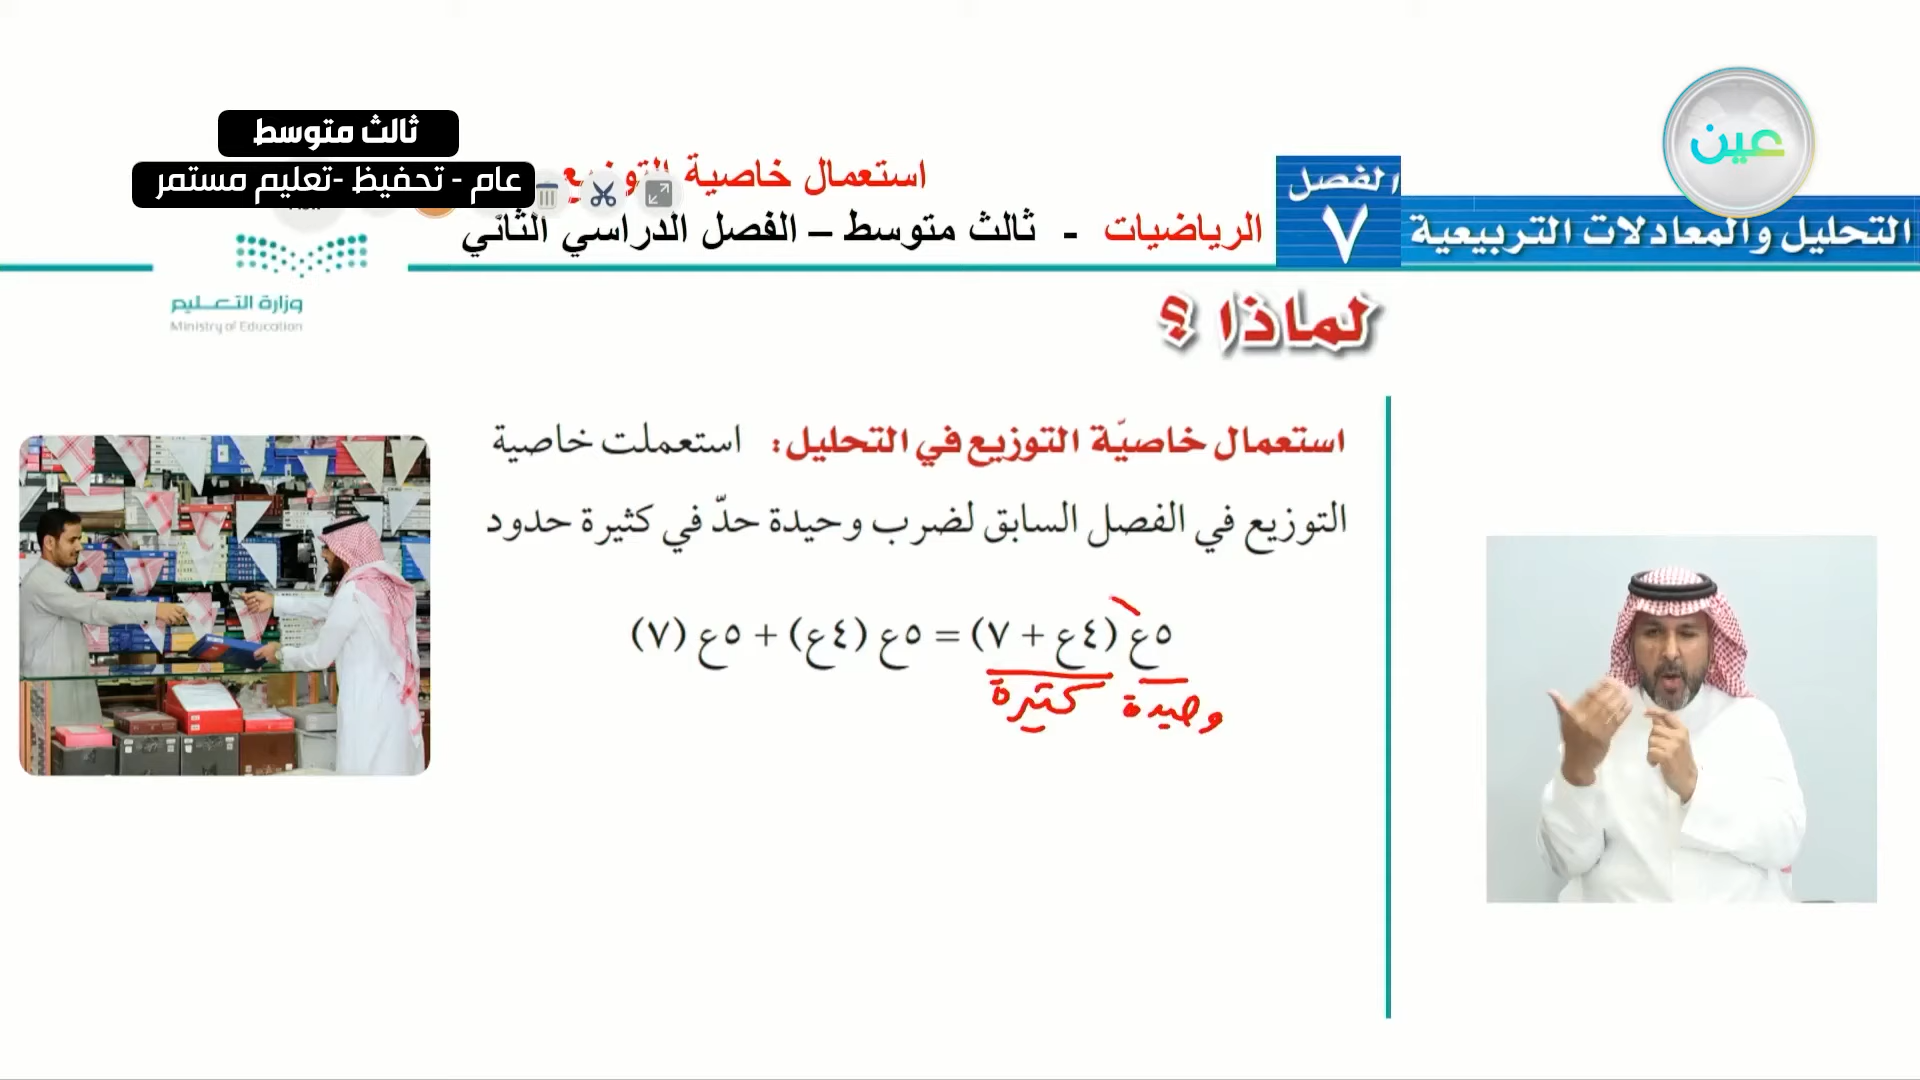 عين
ثالث متوسط
عام - تحفيظ -تعليم مستمر
استعمال خاصية التوزيع
التحليل والمعادلات التربيعية
الفصل
٧
الرياضيات - ثالث متوسط – الفصل الدراسي الثاني
وزارة التعليم
Ministry of Education
لماذا ؟
استعمال خاصيّة التوزيع في التحليل: استعملت خاصية
التوزيع في الفصل السابق لضرب وحيدة حدّ في كثيرة حدود
٥ع (٤ع + ٧) = ٥ع (٤ع) + ٥ع (٧)
وحيدة كثيرة